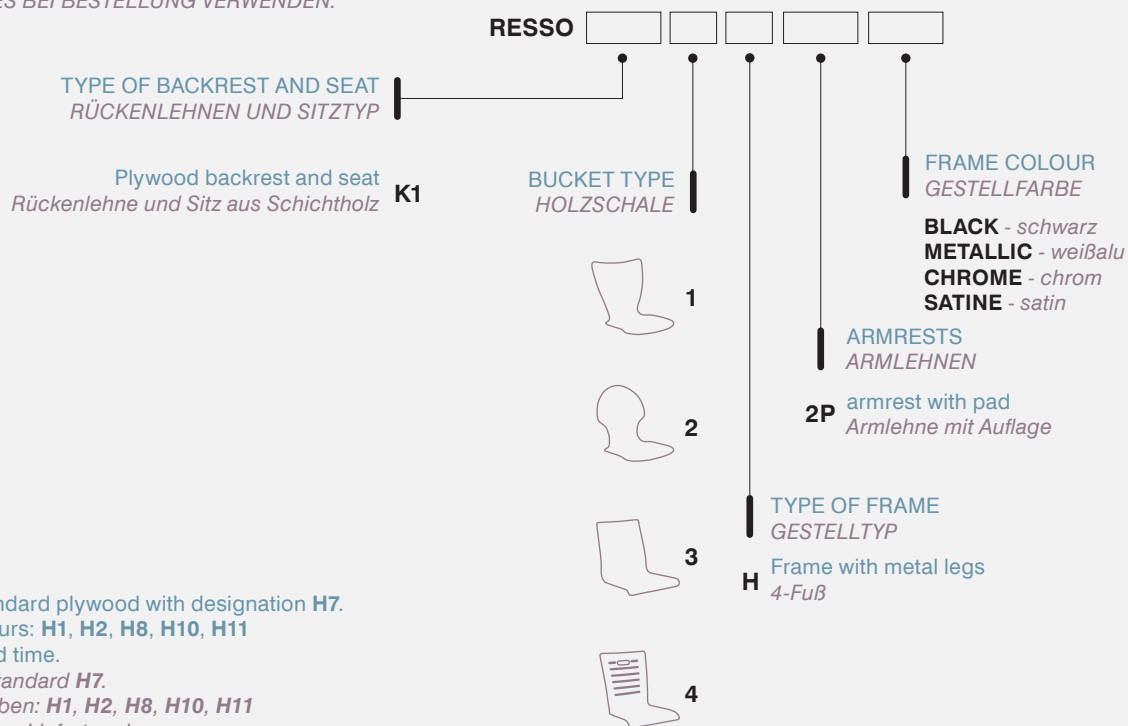 ES BEI BESTELLUNG VERWENDEN.
RESSO
TYPE OF BACKREST AND SEAT
RÜCKENLEHNEN UND SITZTYP
Plywood backrest and seat
Rückenlehne und Sitz aus Schichtholz
K1
BUCKET TYPE
HOLZSCHALE
1
2
3
4
FRAME COLOUR
GESTELLFARBE
BLACK - schwarz
METALLIC - weißalu
CHROME - chrom
SATINE - satin
ARMRESTS
ARMLEHNEN
2P
armrest with pad
Armlehne mit Auflage
TYPE OF FRAME
GESTELLTYP
H
Frame with metal legs
4-Fuß
ndard plywood with designation H7.
urs: H1, H2, H8, H10, H11
d time.
tandard H7.
ben: H1, H2, H8, H10, H11